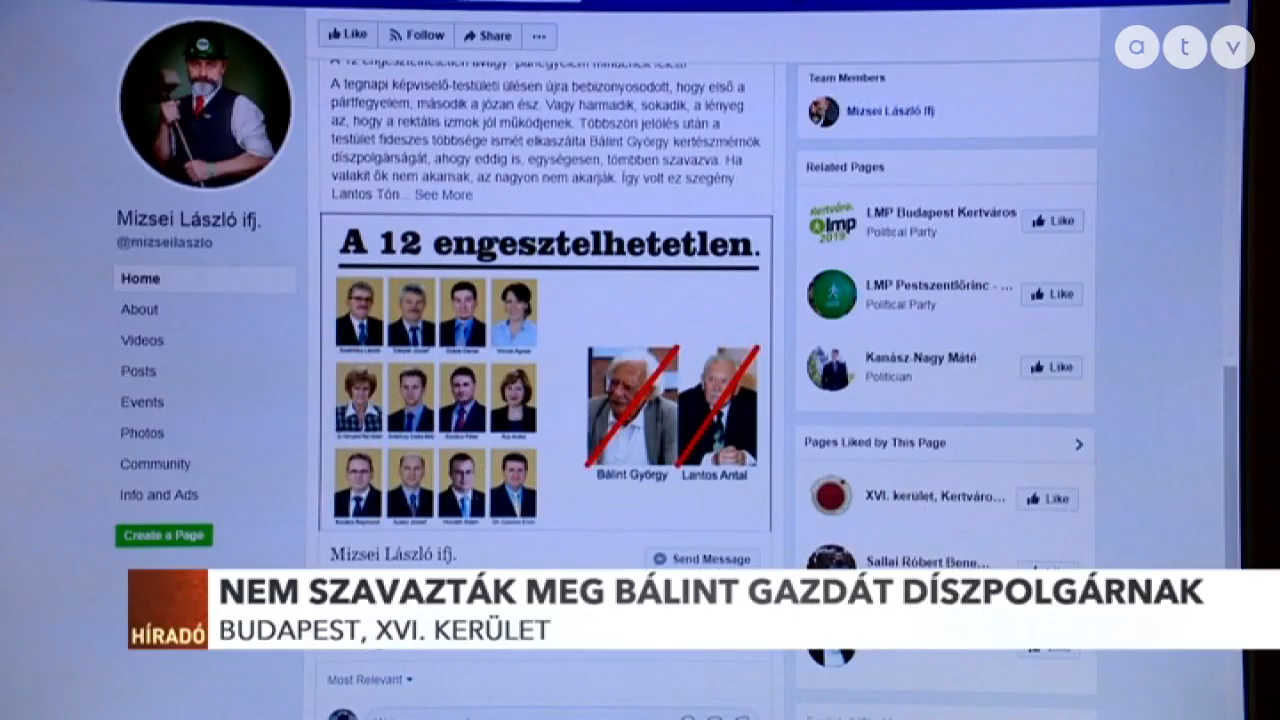 Like
Follow
Share
atv
A tegnapi képviselő-testületi ülésen újra bebizonyosodott, hogy első a
pártfegyelem, második a józan ész. Vagy harmadik, sokadik, a lényeg
az, hogy a rektális izmok jól működjenek. Többszöri jelölés után a
testület fideszes többsége ismét elkaszálta Bálint György kertészmérnök
díszpolgárságát, ahogy eddig is, egységesen, tömbben szavazva. Ha
valakit ők nem akarnak, az nagyon nem akarják. Így volt ez szegény
Lantos Tón... See More
A 12 engesztelhetetlen.
Bálint György
Lantos Antal
Mizsei László ifj.
Send Message
Most Relevant
Mizsei László ifj.
@mizseilaszlo
Home
About
Videos
Posts
Events
Photos
Community
Info and Ads
Create a Page
Team Members
Mizsei László ifj
Related Pages
Kertváros
lmp
2019
LMP Budapest Kertváros
Political Party
Like
LMP Pestszentlőrinc - ...
Political Party
Like
Kanász-Nagy Máté
Politician
Like
Pages Liked by This Page
XVI. kerület, Kertváro...
Like
Sallai Róbert Bene...
HÍRADÓ
NEM SZAVAZTÁK MEG BÁLINT GAZDÁT DÍSZPOLGÁRNAK
BUDAPEST, XVI. KERÜLET